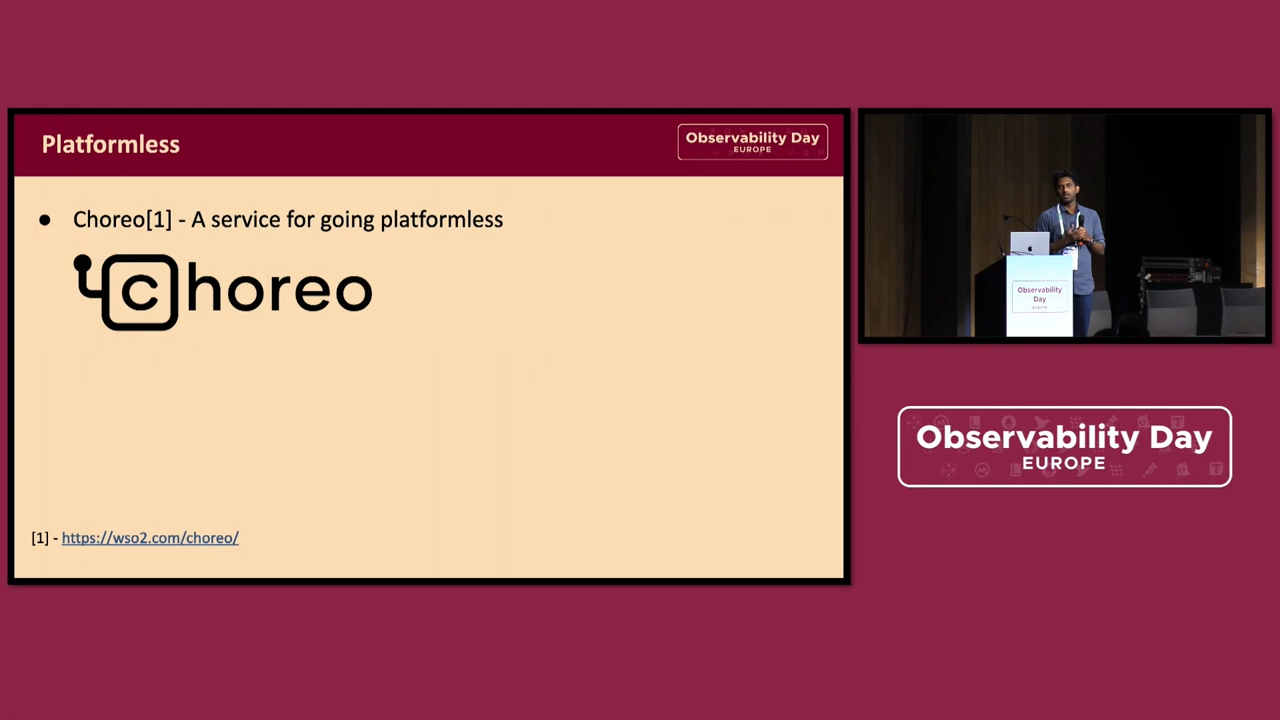 Platformless
Observability Day
EUROPE
● Choreo[1] - A service for going platformless
choreo
[1] - https://wso2.com/choreo/
Observability
Day
Observability Day
EUROPE